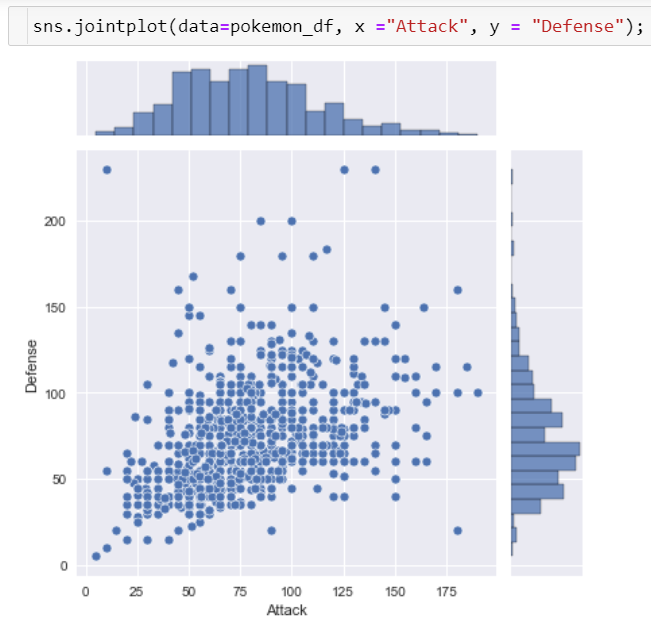 sns.jointplot(data=pokemon_df, x ="Attack", y = "Defense");
200
150
100
50
0
Defense
0 25 50 75 100 125 150 175
Attack